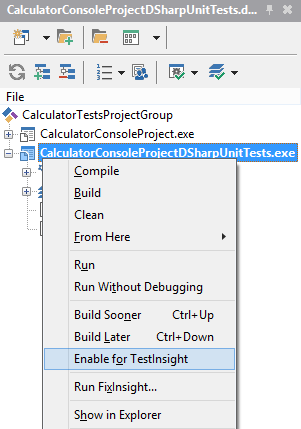 CalculatorConsoleProjectDSharpUnitTests.d...
File
CalculatorTestsProjectGroup
CalculatorConsoleProject.exe
CalculatorConsoleProjectDSharpUnitTests.exe
Compile
Build
Clean
From Here
Run
Run Without Debugging
Build Sooner Ctrl+Up
Build Later Ctrl+Down
Enable for TestInsight
Run FixInsight...
Show in Explorer